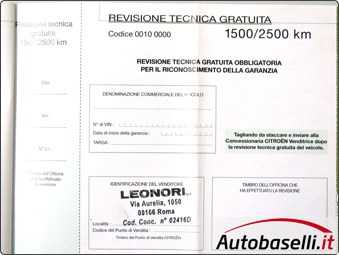 Revisione Tecnica
gratuita
1500/2500 km
REVISIONE TECNICA GRATUITA
Codice 0010 0000
1500/2500 km
REVISIONE TECNICA GRATUITA OBBLIGATORIA
PER IL RICONOSCIMENTO DELLA GARANZIA
DENOMINAZIONE COMMERCIALE DEL VEICOLO
N° di VIN :
Data di inizio della garanzia :
TARGA :
Tagliando da staccare e inviare alla
Concessionaria CITROËN Venditrice dopo
la revisione tecnica gratuita del veicolo.
IDENTIFICAZIONE DEL VENDITORE
LEONORI
Via Aurelia, 1050
00166 Roma
Cod. Conc. n° 02416D
Località :
Codice del Punto di Vendita :
Timbro del Punto di Vendita CITROËN
TIMBRO DELL'OFFICINA CHE
HA EFFETTUATO LA REVISIONE
Autobaselli.it